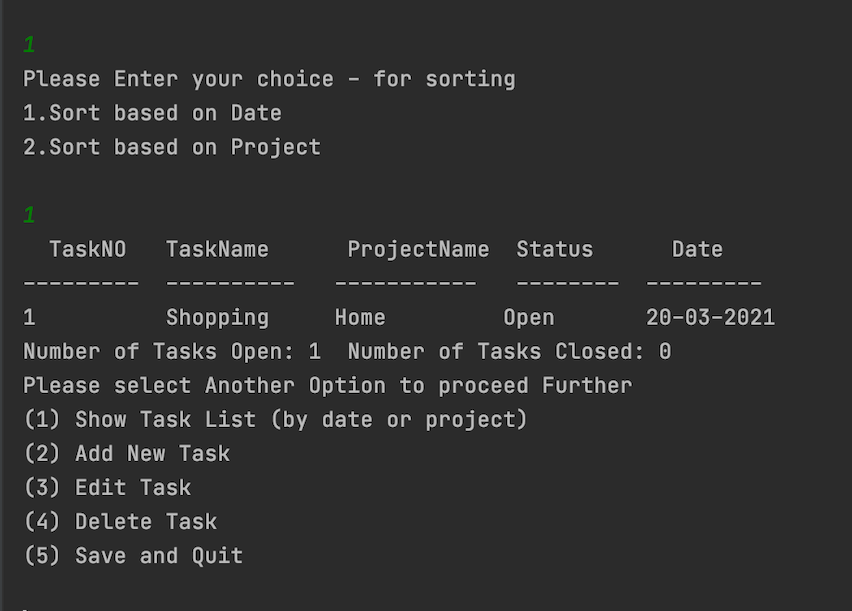 1
Please Enter your choice - for sorting
1.Sort based on Date
2.Sort based on Project
1
TaskNO TaskName ProjectName Status Date
--------- ---------- ----------- -------- ---------
1 Shopping Home Open 20-03-2021
Number of Tasks Open: 1 Number of Tasks Closed: 0
Please select Another Option to proceed Further
(1) Show Task List (by date or project)
(2) Add New Task
(3) Edit Task
(4) Delete Task
(5) Save and Quit